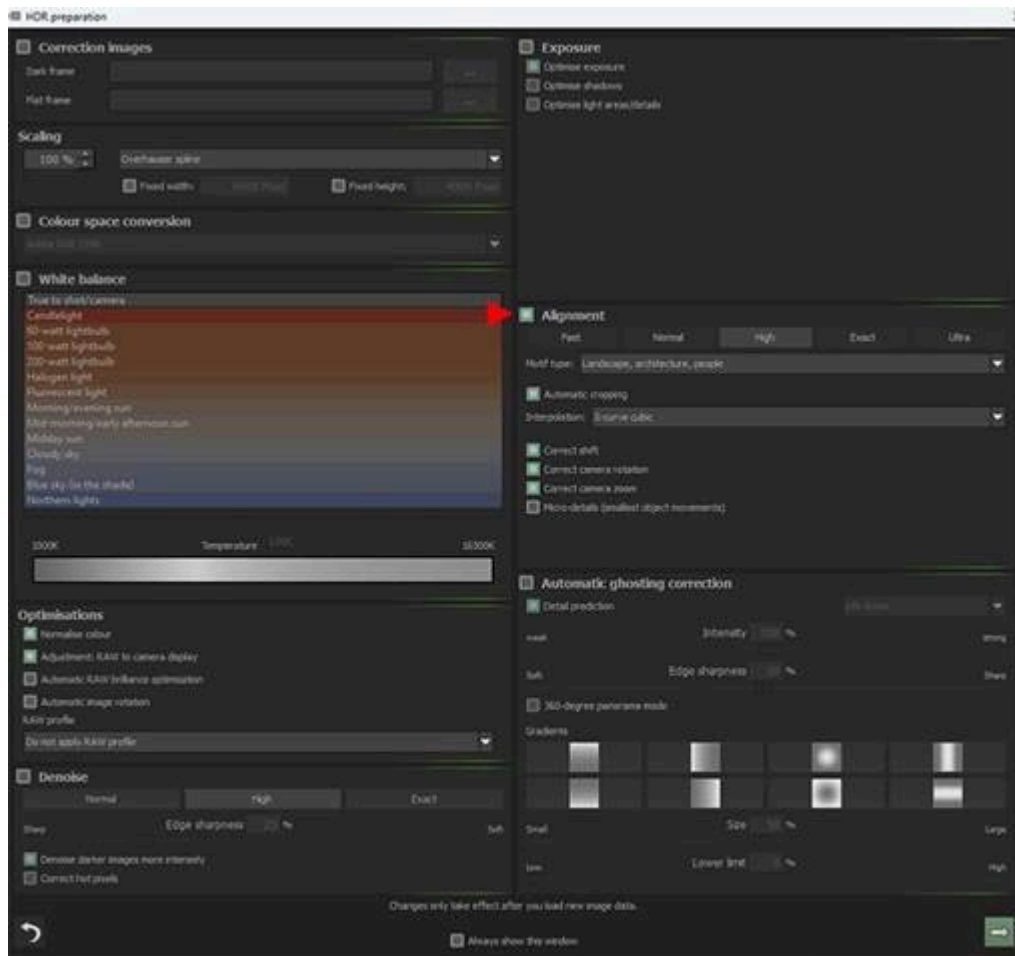 HDR preparation
Correction images
Dark frame
Flat frame
Scaling
100 %
Overhauser spline
Fixed width:
Fixed height:
Colour space conversion
White balance
True to shot/camera
Candlelight
60-watt lightbulb
100-watt lightbulb
200-watt lightbulb
Halogen light
Fluorescent light
Morning/evening sun
Mid-morning/early afternoon sun
Midday sun
Cloudy sky
Fog
Blue sky (in the shade)
Northern lights
1000K
Temperature
16000K
Optimisations
Normalise colour
Adjustment: RAW to camera display
Automatic RAW brilliance optimisation
Automatic image rotation
RAW profile
Do not apply RAW profile
Denoise
Normal
High
Exact
Sharp
Edge sharpness
25 %
Soft
Denoise darker images more intensely
Correct hot pixels
Exposure
Optimise exposure
Optimise shadows
Optimise light areas/details
Alignment
Fast
Normal
High
Exact
Ultra
Motif type:
Landscape, architecture, people
Automatic cropping
Interpolation:
S-curve cubic
Correct shift
Correct camera rotation
Correct camera zoom
Micro-details (smallest object movements)
Automatic ghosting correction
Detail prediction
weak
Intensity
%
strong
Soft
Edge sharpness
%
Sharp
360-degree panorama mode
Gradients
Small
Size
50 %
Large
Low
Lower limit
%
High
Changes only take effect after you load new image data.
Always show this window